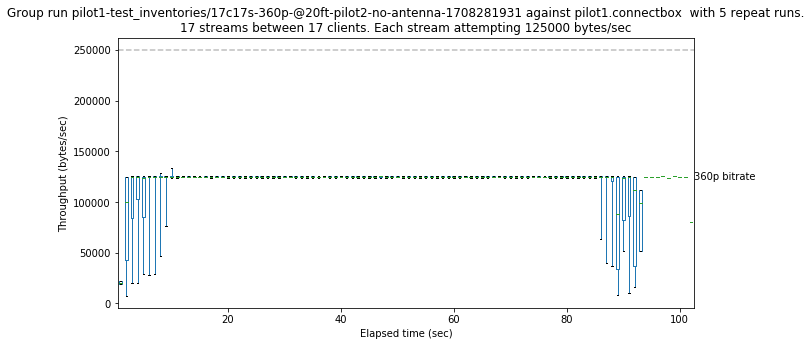 Group run pilot1-test_inventories/17c17s-360p-@20ft-pilot2-no-antenna-1708281931 against pilot1.connectbox  with 5 repeat runs.
17 streams between 17 clients. Each stream attempting 125000 bytes/sec
250000
200000
150000
100000
50000
0
Throughput (bytes/sec)
360p bitrate
20
40
60
80
100
Elapsed time (sec)